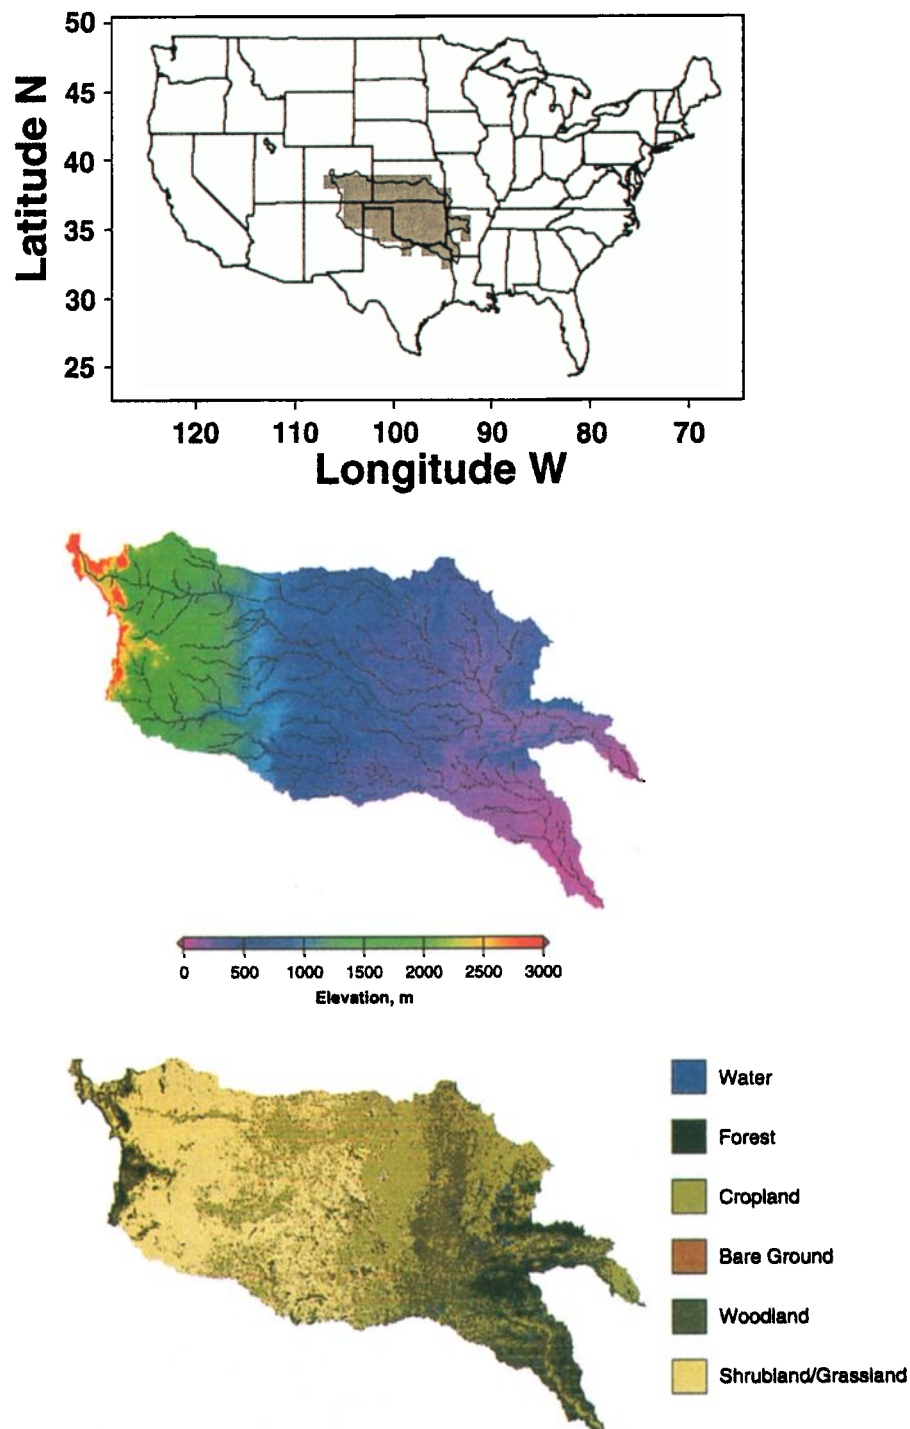 50
45
40
35
30
25
Latitude N
120 110 100 90 80 70
Longitude W
0 500 1000 1500 2000 2500 3000
Elevation, m
Water
Forest
Cropland
Bare Ground
Woodland
Shrubland/Grassland